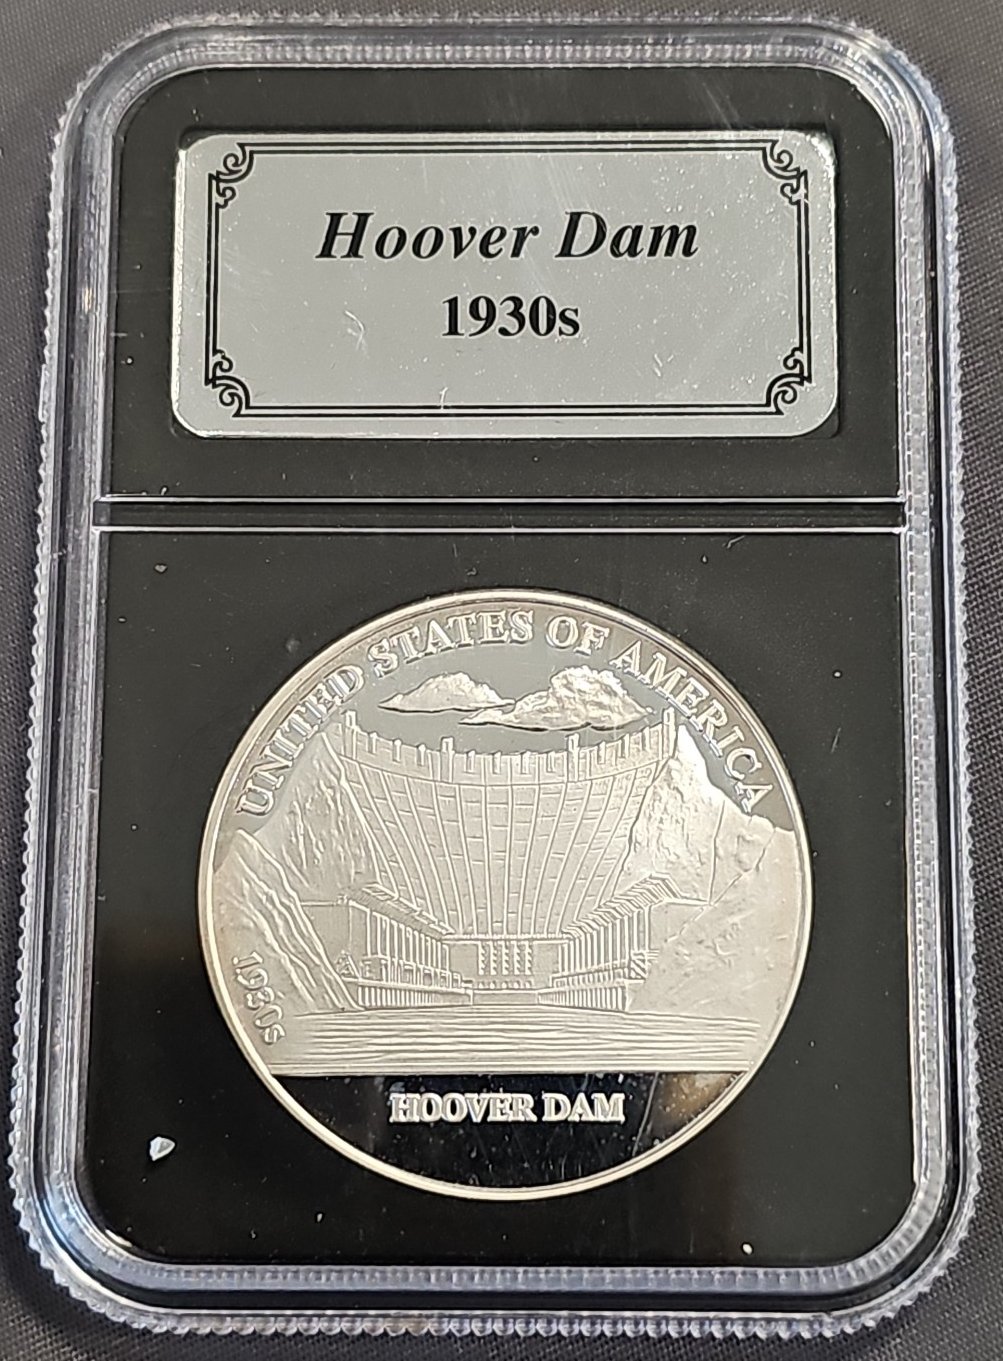 Hoover Dam
1930s
UNITED STATES OF AMERICA
1930s
HOOVER DAM